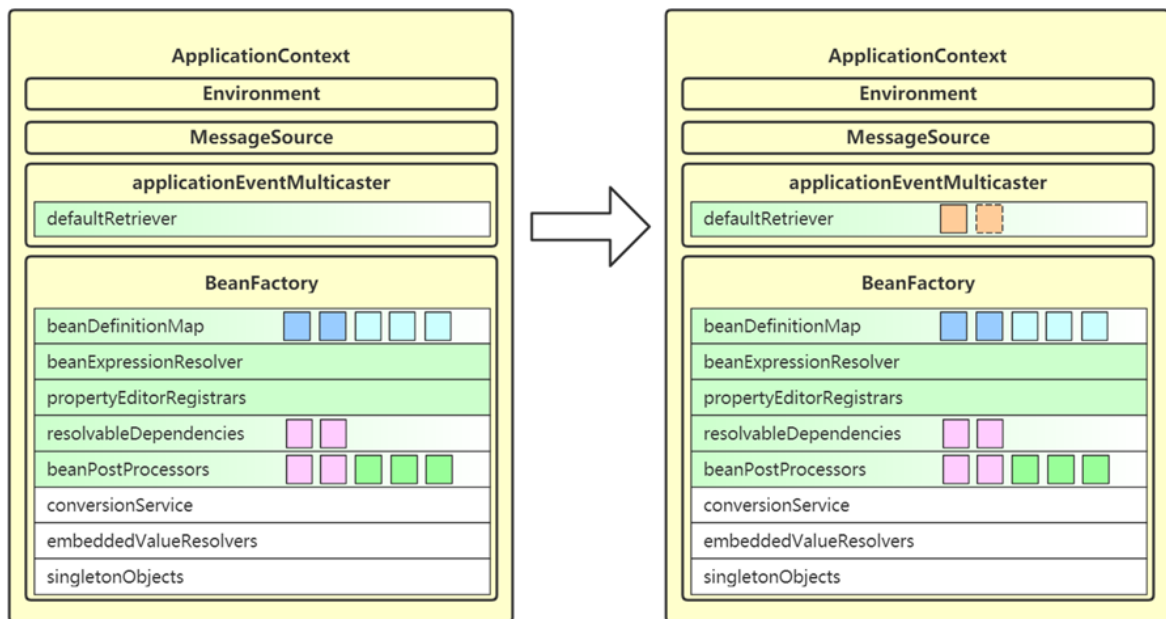 ApplicationContext
Environment
MessageSource
applicationEventMulticaster
defaultRetriever
BeanFactory
beanDefinitionMap
beanExpressionResolver
propertyEditorRegistrars
resolvableDependencies
beanPostProcessors
conversionService
embeddedValueResolvers
singletonObjects
ApplicationContext
Environment
MessageSource
applicationEventMulticaster
defaultRetriever
BeanFactory
beanDefinitionMap
beanExpressionResolver
propertyEditorRegistrars
resolvableDependencies
beanPostProcessors
conversionService
embeddedValueResolvers
singletonObjects